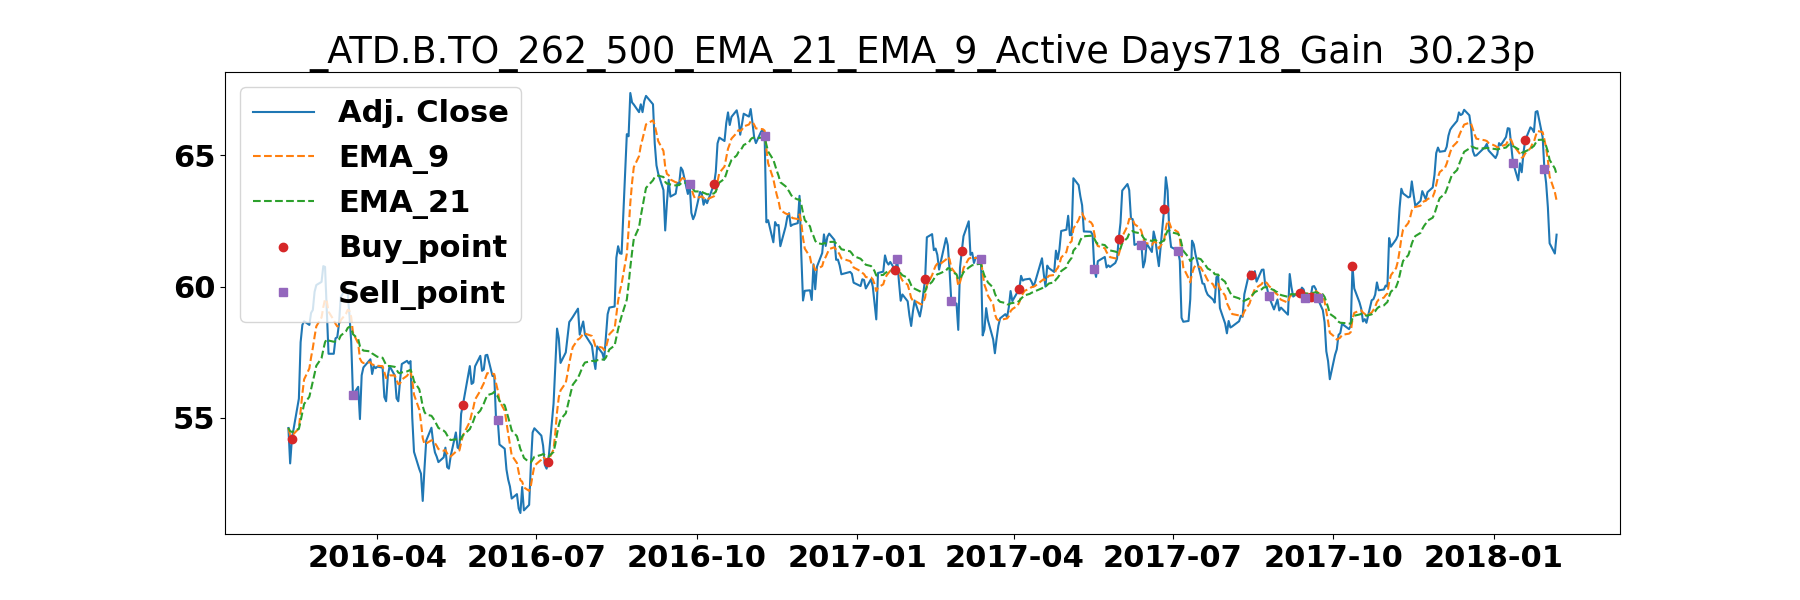 _ATD.B.TO_262_500_EMA_21_EMA_9_Active Days718_Gain  30.23p
Adj. Close
EMA_9
EMA_21
Buy_point
Sell_point
65
60
55
2016-04 2016-07 2016-10 2017-01 2017-04 2017-07 2017-10 2018-01